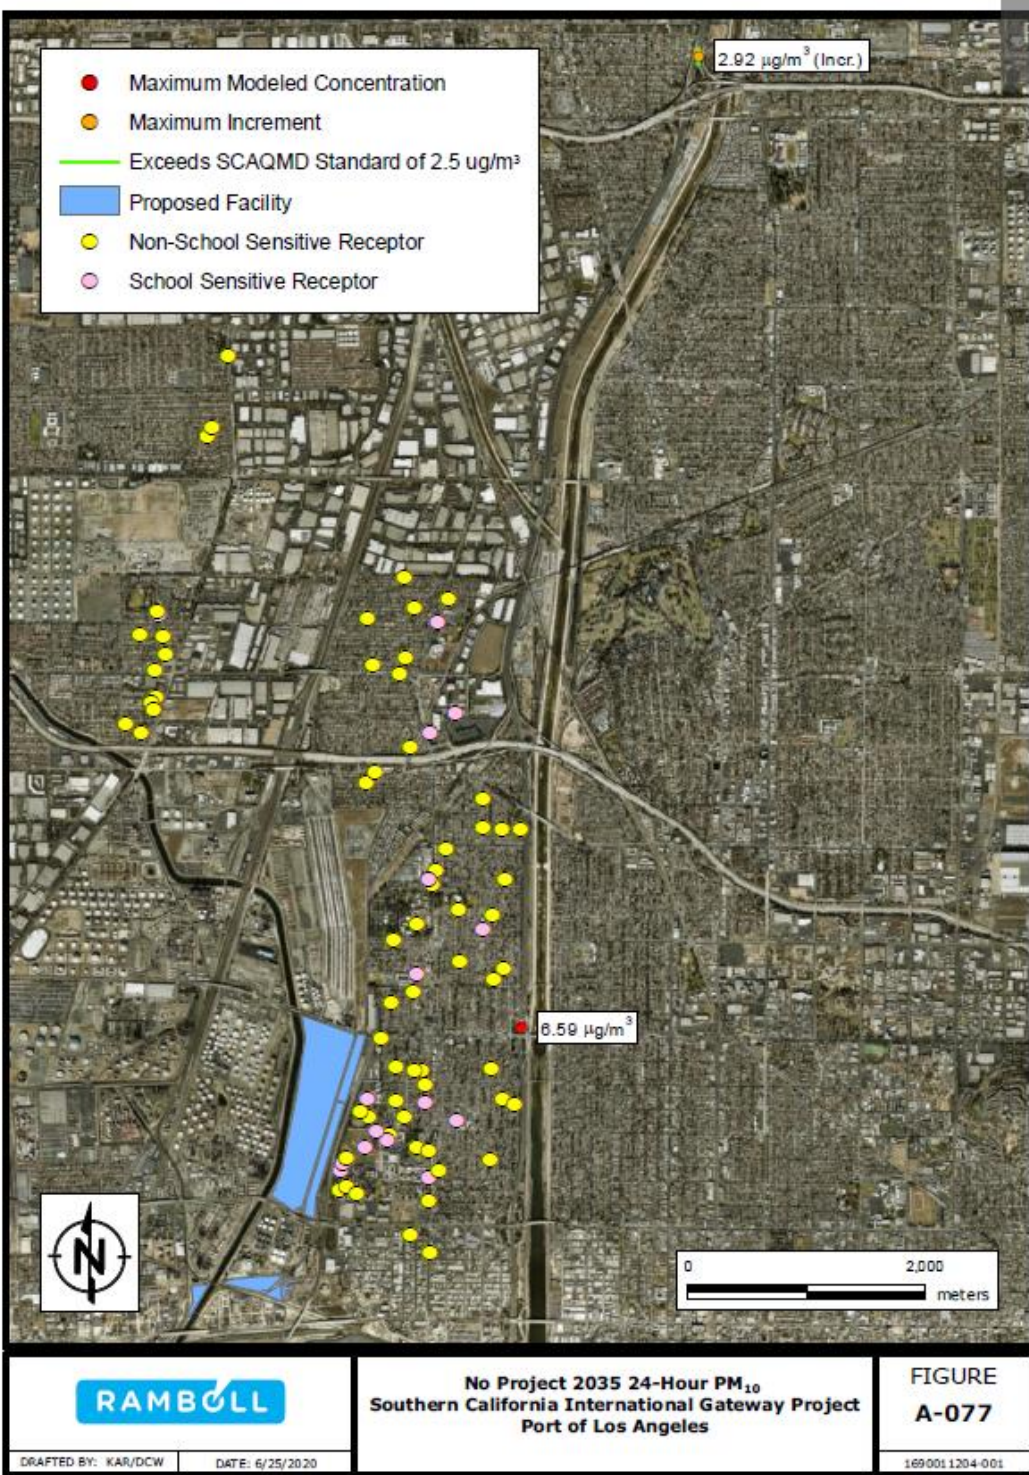 2.92 µg/m³ (Incr.)
Maximum Modeled Concentration
Maximum Increment
Exceeds SCAQMD Standard of 2.5 ug/m³
Proposed Facility
Non-School Sensitive Receptor
School Sensitive Receptor
6.59 µg/m³
N
0 2,000
meters
RAMBOLL
No Project 2035 24-Hour PM₁₀
Southern California International Gateway Project
Port of Los Angeles
FIGURE
A-077
DRAFTED BY: KAR/DCW DATE: 6/25/2020
1690011204-001